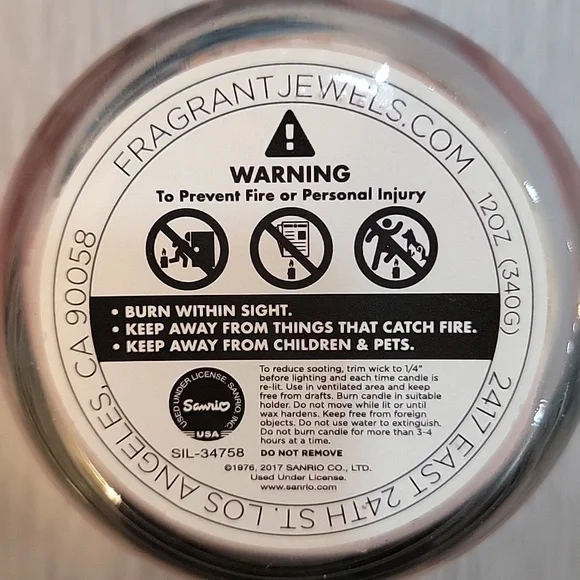 FRAGRANTJEWELS.COM
12OZ (340G)
2417 EAST 24TH ST. LOS ANGELES, CA 90058
WARNING
To Prevent Fire or Personal Injury
• BURN WITHIN SIGHT.
• KEEP AWAY FROM THINGS THAT CATCH FIRE.
• KEEP AWAY FROM CHILDREN & PETS.
USED UNDER LICENSE. SANRIO, INC.
Sanrio
USA
SIL-34758
To reduce sooting, trim wick to 1/4"
before lighting and each time candle is
re-lit. Use in ventilated area and keep
free from drafts. Burn candle in suitable
holder. Do not move while lit or until
wax hardens. Keep free from foreign
objects. Do not use water to extinguish.
Do not burn candle for more than 3-4
hours at a time.
DO NOT REMOVE
©1976, 2017 SANRIO CO., LTD.
Used Under License.
www.sanrio.com